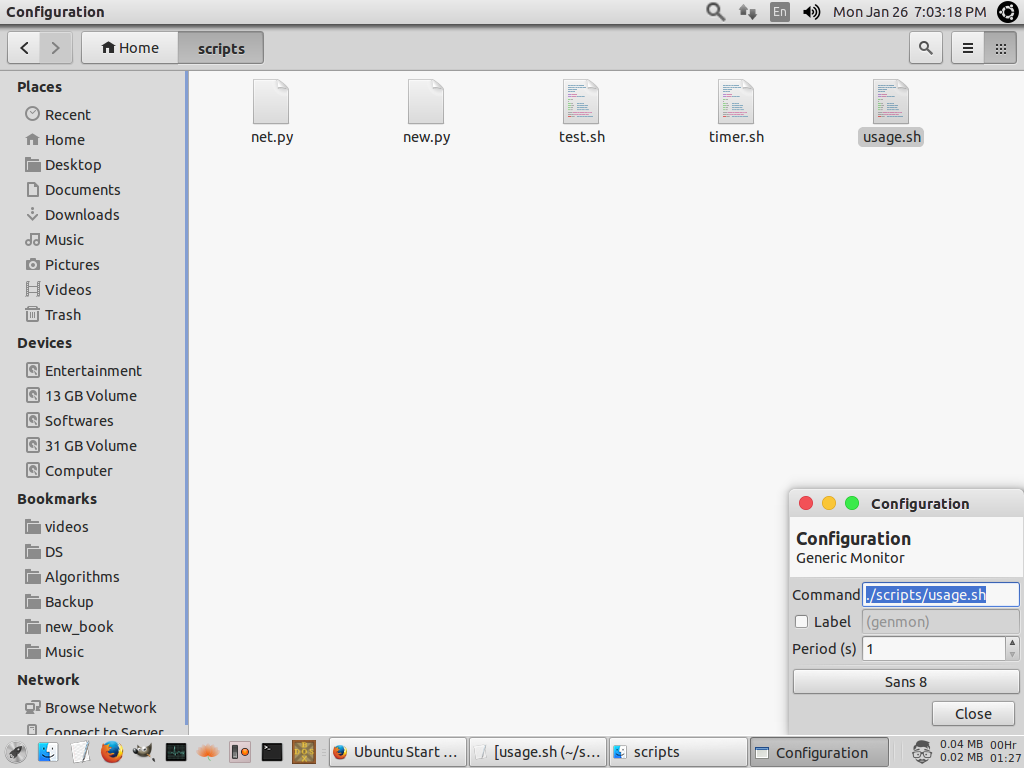 Configuration
En
Mon Jan 26 7:03:18 PM
Home
scripts
Places
Recent
Home
Desktop
Documents
Downloads
Music
Pictures
Videos
Trash
Devices
Entertainment
13 GB Volume
Softwares
31 GB Volume
Computer
Bookmarks
videos
DS
Algorithms
Backup
new_book
Music
Network
Browse Network
Connect to Server
net.py
new.py
test.sh
timer.sh
usage.sh
Configuration
Configuration
Generic Monitor
Command ./scripts/usage.sh
Label (genmon)
Period (s) 1
Sans 8
Close
Ubuntu Start ...
[usage.sh (~/s...
scripts
Configuration
0.04 MB 00Hr
0.02 MB 01:27